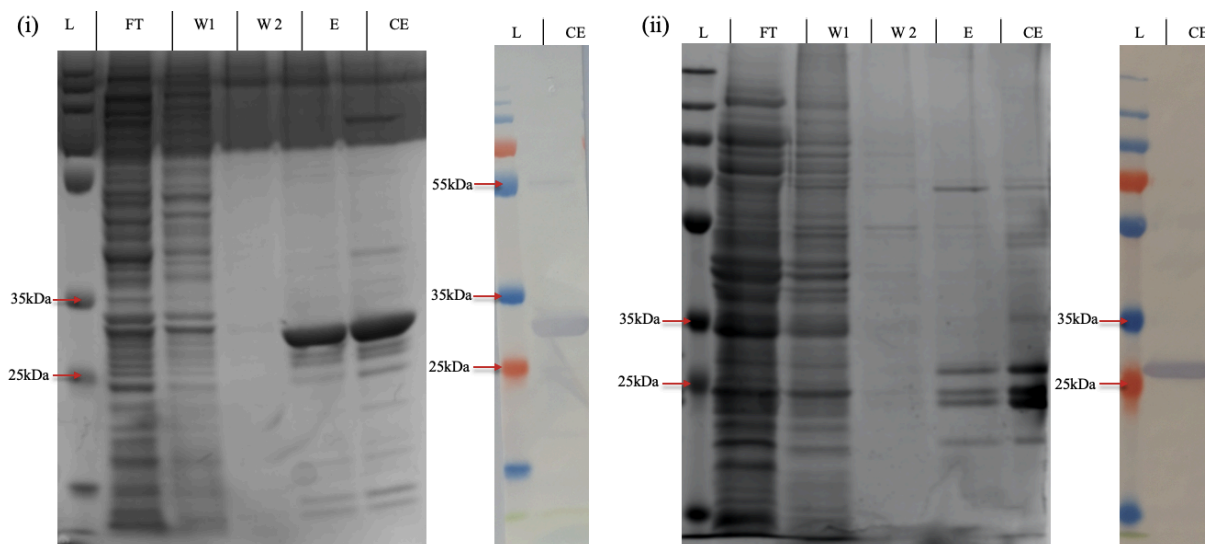 (i)
L FT W1 W 2 E CE
35kDa
25kDa
L CE
55kDa
35kDa
25kDa
(ii)
L FT W1 W 2 E CE
35kDa
25kDa
L CE
35kDa
25kDa